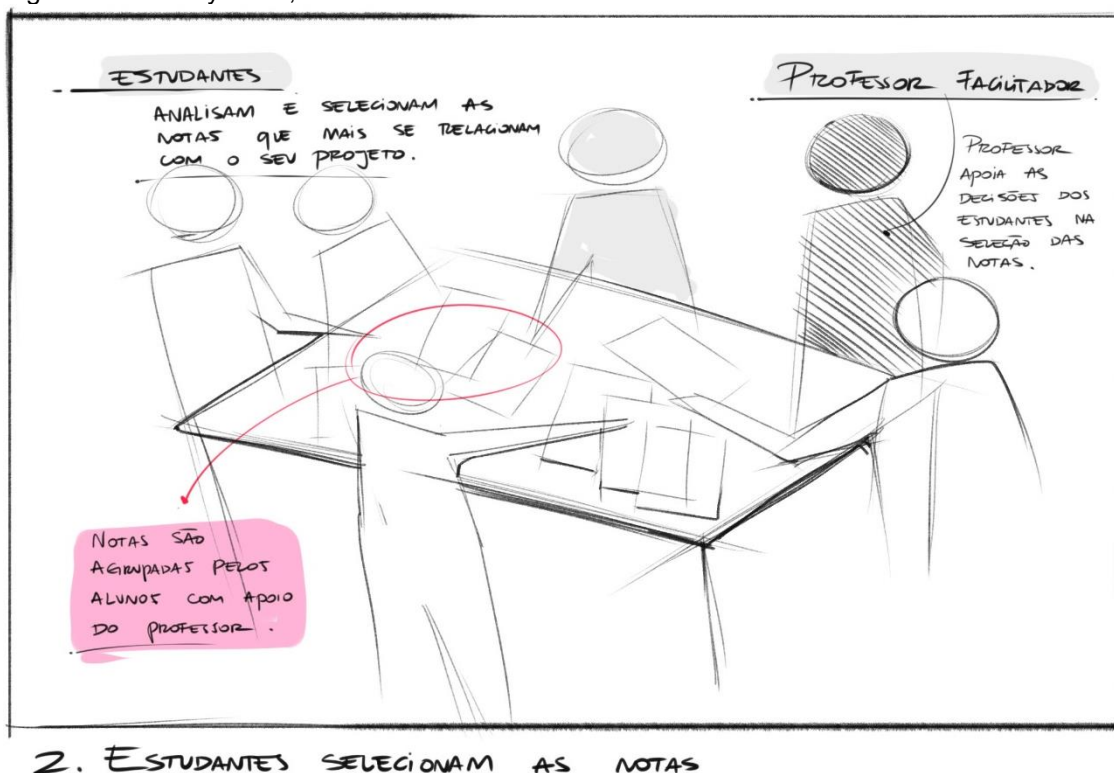 ESTUDANTES
ANALISAM E SELECIONAM AS
NOTAS QUE MAIS SE RELACIONAM
COM O SEU PROJETO.
PROFESSOR FACILITADOR
PROFESSOR
APOIA AS
DECISÕES DOS
ESTUDANTES NA
SELEÇÃO DAS
NOTAS.
NOTAS SÃO
AGRUPADAS PELOS
ALUNOS COM APOIO
DO PROFESSOR.
2. ESTUDANTES SELECIONAM AS NOTAS